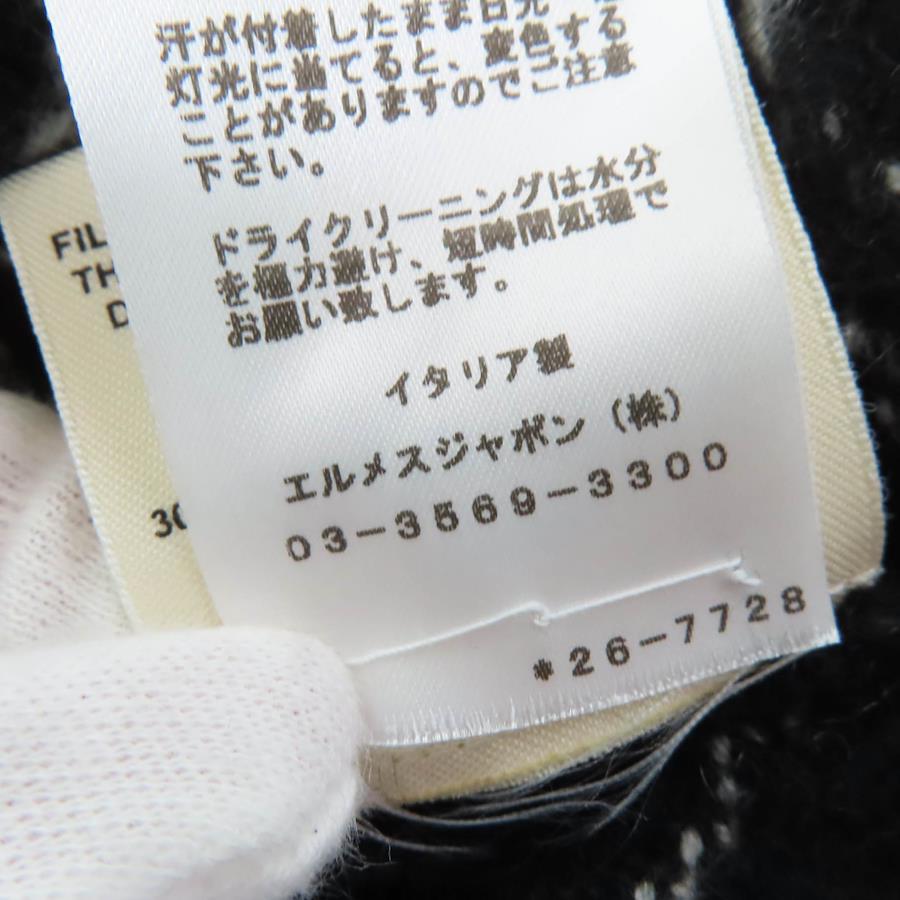 汗が付着したまま日光
灯光に当てると、変色する
ことがありますのでご注意
下さい。
ドライクリーニングは水分
を極力避け、短時間処理で
お願い致します。
イタリア製
エルメスジャポン（株）
03-3569-3300
*26-7728
FIL
TH
D
30